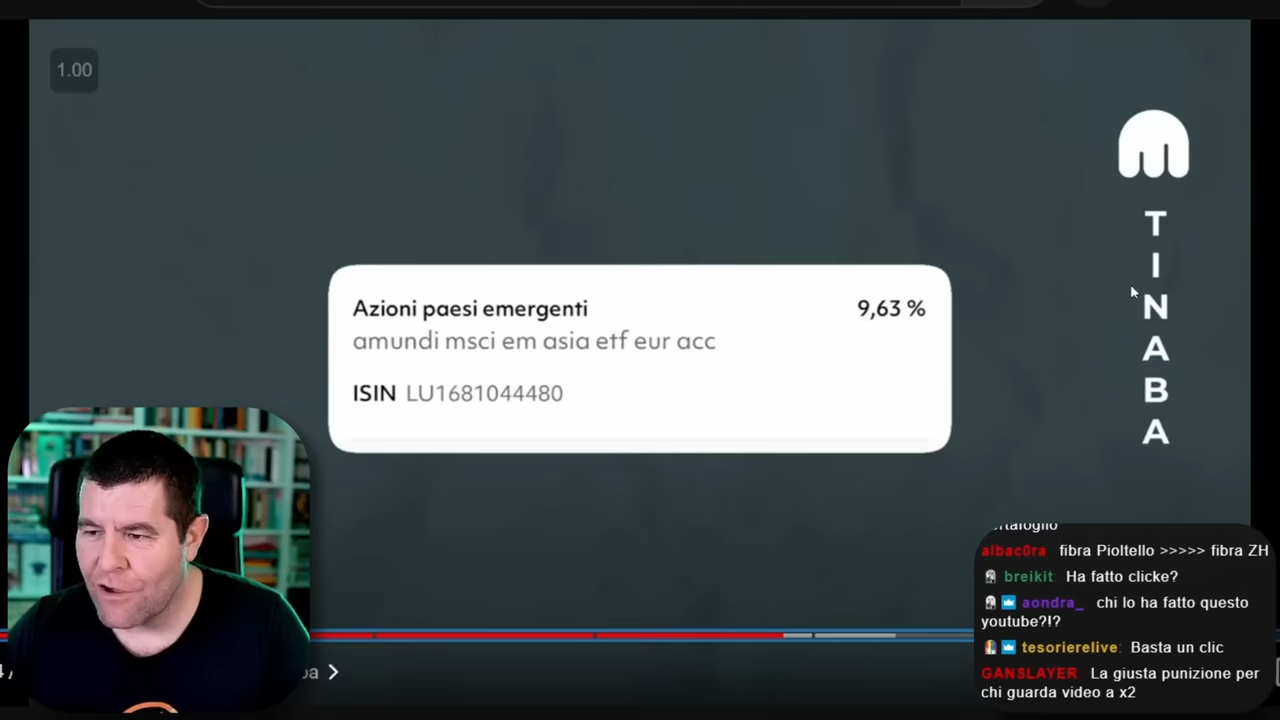 1.00
TINABA
Azioni paesi emergenti 9,63 %
amundi msci em asia etf eur acc
ISIN LU1681044480
albac0ra fibra Pioltello >>>>> fibra ZH
breikit: Ha fatto clicke?
aondra_ chi lo ha fatto questo
youtube?!?
tesorierelive: Basta un clic
GANSLAYER La giusta punizione per
chi guarda video a x2